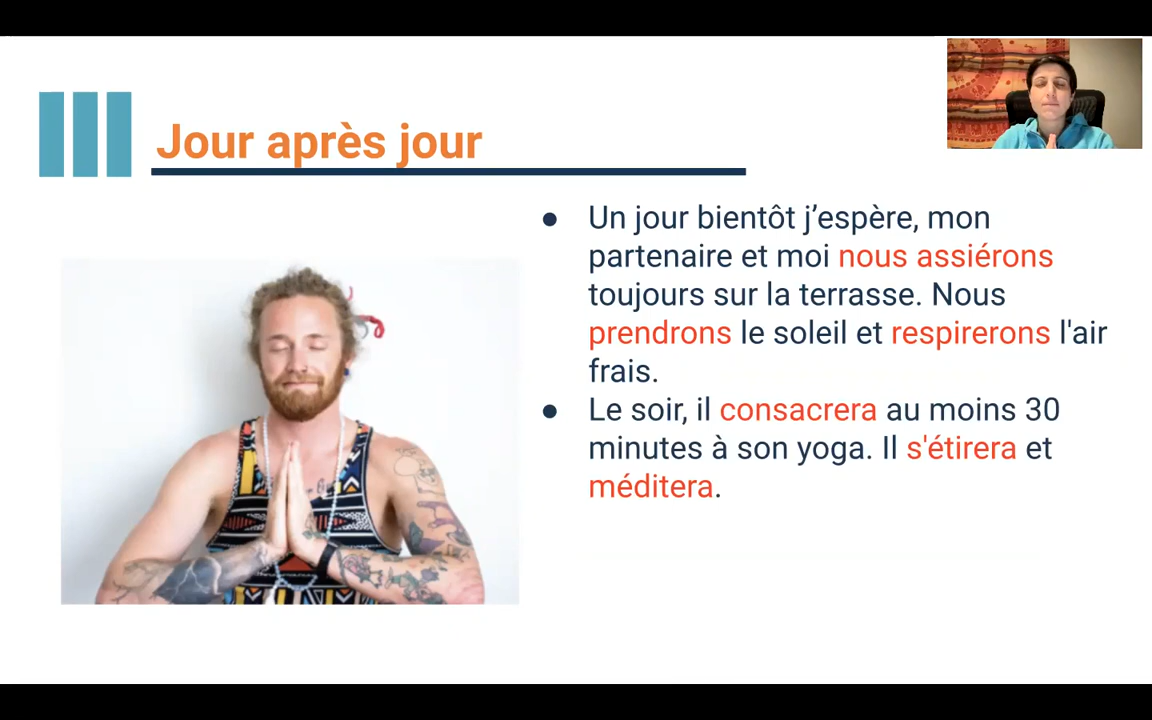 Jour après jour
● Un jour bientôt j’espère, mon
partenaire et moi nous assiérons
toujours sur la terrasse. Nous
prendrons le soleil et respirerons l'air
frais.
● Le soir, il consacrera au moins 30
minutes à son yoga. Il s'étirera et
méditera.